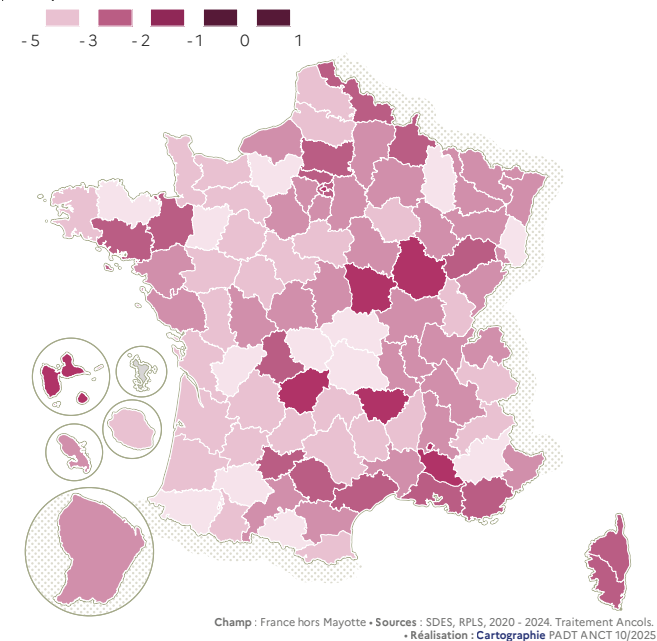 -5 -3 -2 -1 0 1
Champ : France hors Mayotte • Sources : SDES, RPLS, 2020 - 2024. Traitement Ancols.
• Réalisation : Cartographie PADT ANCT 10/2025